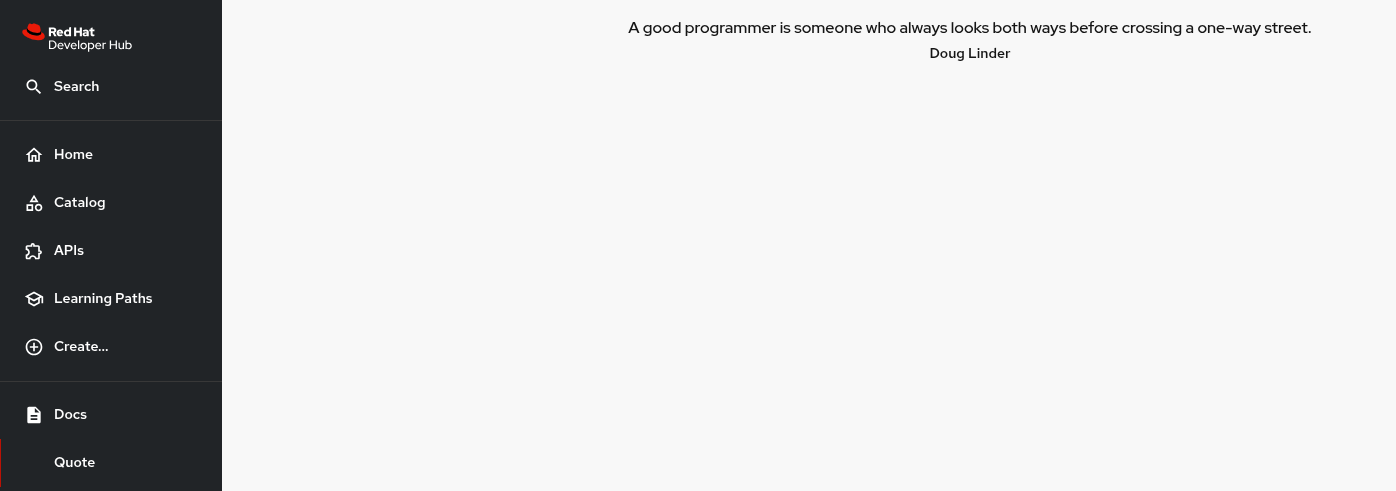 Red Hat
Developer Hub
Search
Home
Catalog
APIs
Learning Paths
Create...
Docs
Quote
A good programmer is someone who always looks both ways before crossing a one-way street.
Doug Linder